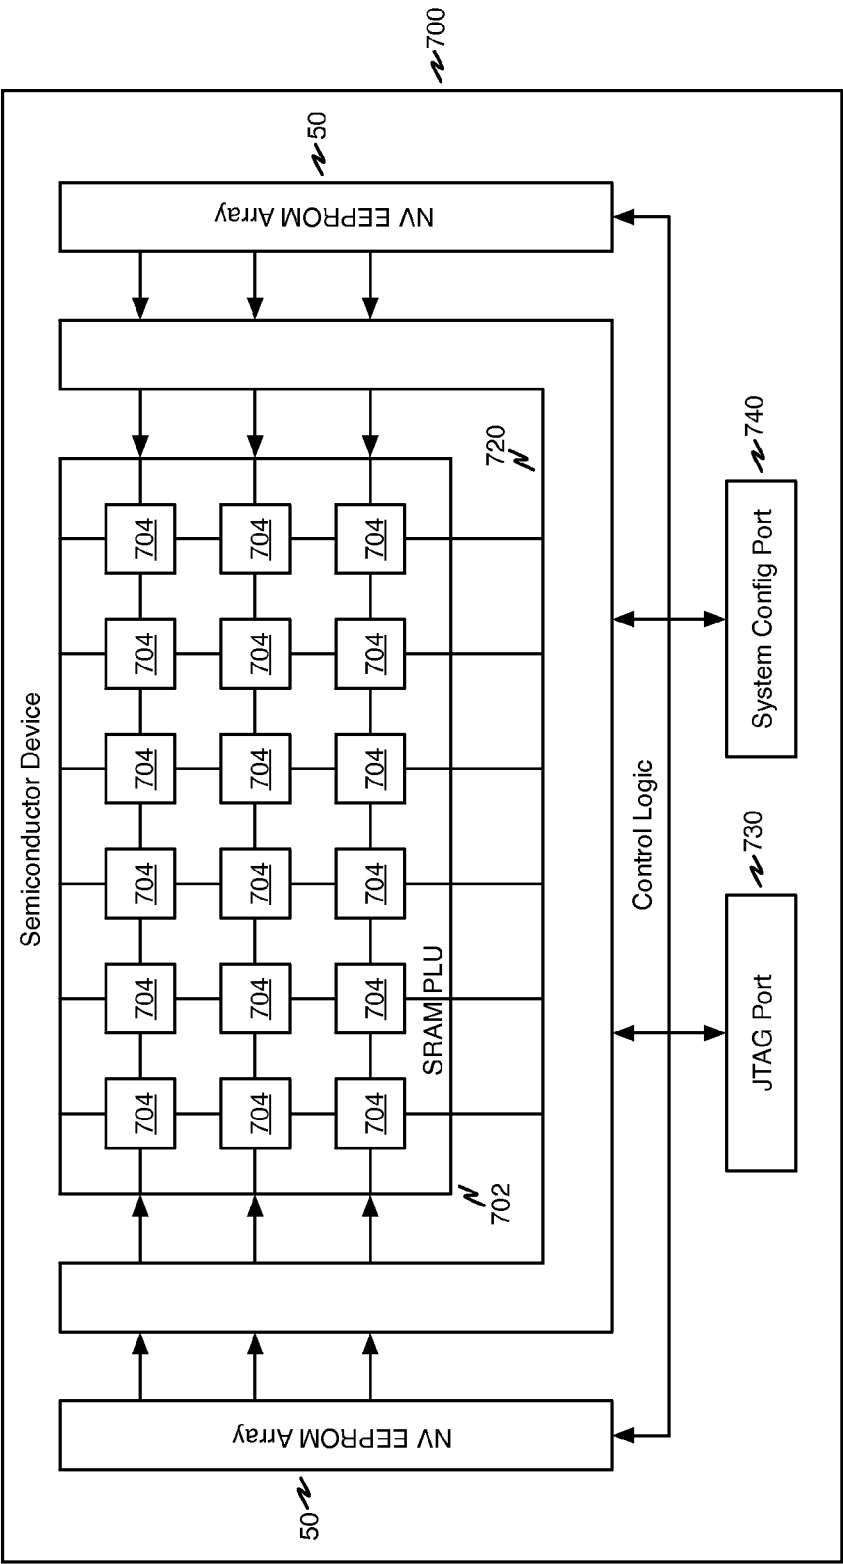 700
Semiconductor Device
50
NV EEPROM Array
50
NV EEPROM Array
704 704 704 704 704 704
704 704 704 704 704 704
704 704 704 704 704 704
SRAM PLU
702
720
Control Logic
JTAG Port
730
System Config Port
740